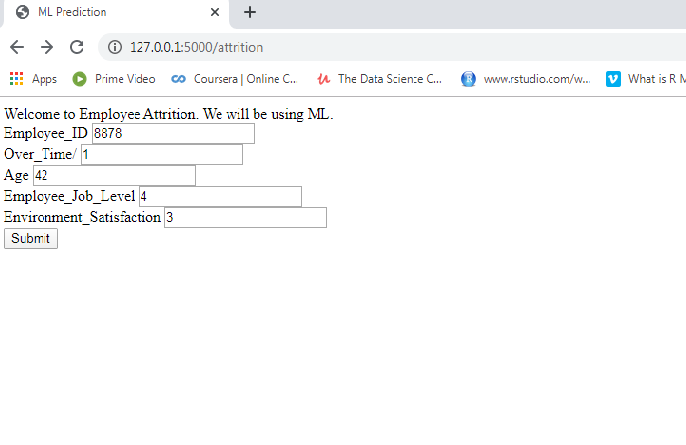 ML Prediction
127.0.0.1:5000/attrition
Apps Prime Video Coursera | Online C... The Data Science C... www.rstudio.com/w... What is R M
Welcome to Employee Attrition. We will be using ML.
Employee_ID 8878
Over_Time/ 1
Age 42
Employee_Job_Level 4
Environment_Satisfaction 3
Submit